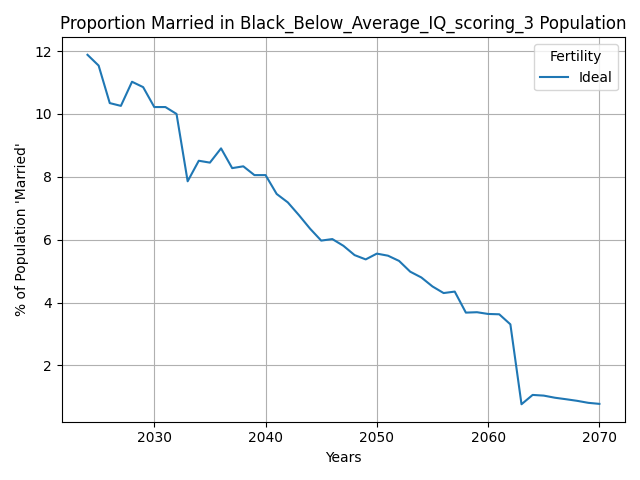 Proportion Married in Black_Below_Average_IQ_scoring_3 Population
Fertility
Ideal
% of Population 'Married'
12
10
8
6
4
2
2030
2040
2050
2060
2070
Years